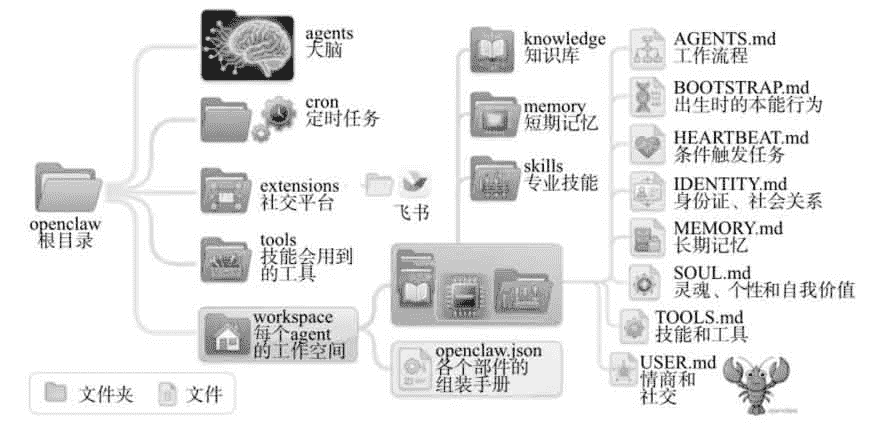 openclaw
根目录
agents
大脑
cron
定时任务
extensions
社交平台
飞书
tools
技能会用到
的工具
workspace
每个agent
的工作空间
knowledge
知识库
memory
短期记忆
skills
专业技能
openclaw.json
各个部件的
组装手册
AGENTS.md
工作流程
BOOTSTRAP.md
出生时的本能行为
HEARTBEAT.md
条件触发任务
IDENTITY.md
身份证、社会关系
MEMORY.md
长期记忆
SOUL.md
灵魂、个性和自我价值
TOOLS.md
技能和工具
USER.md
情商和
社交
openclaw
文件夹
文件